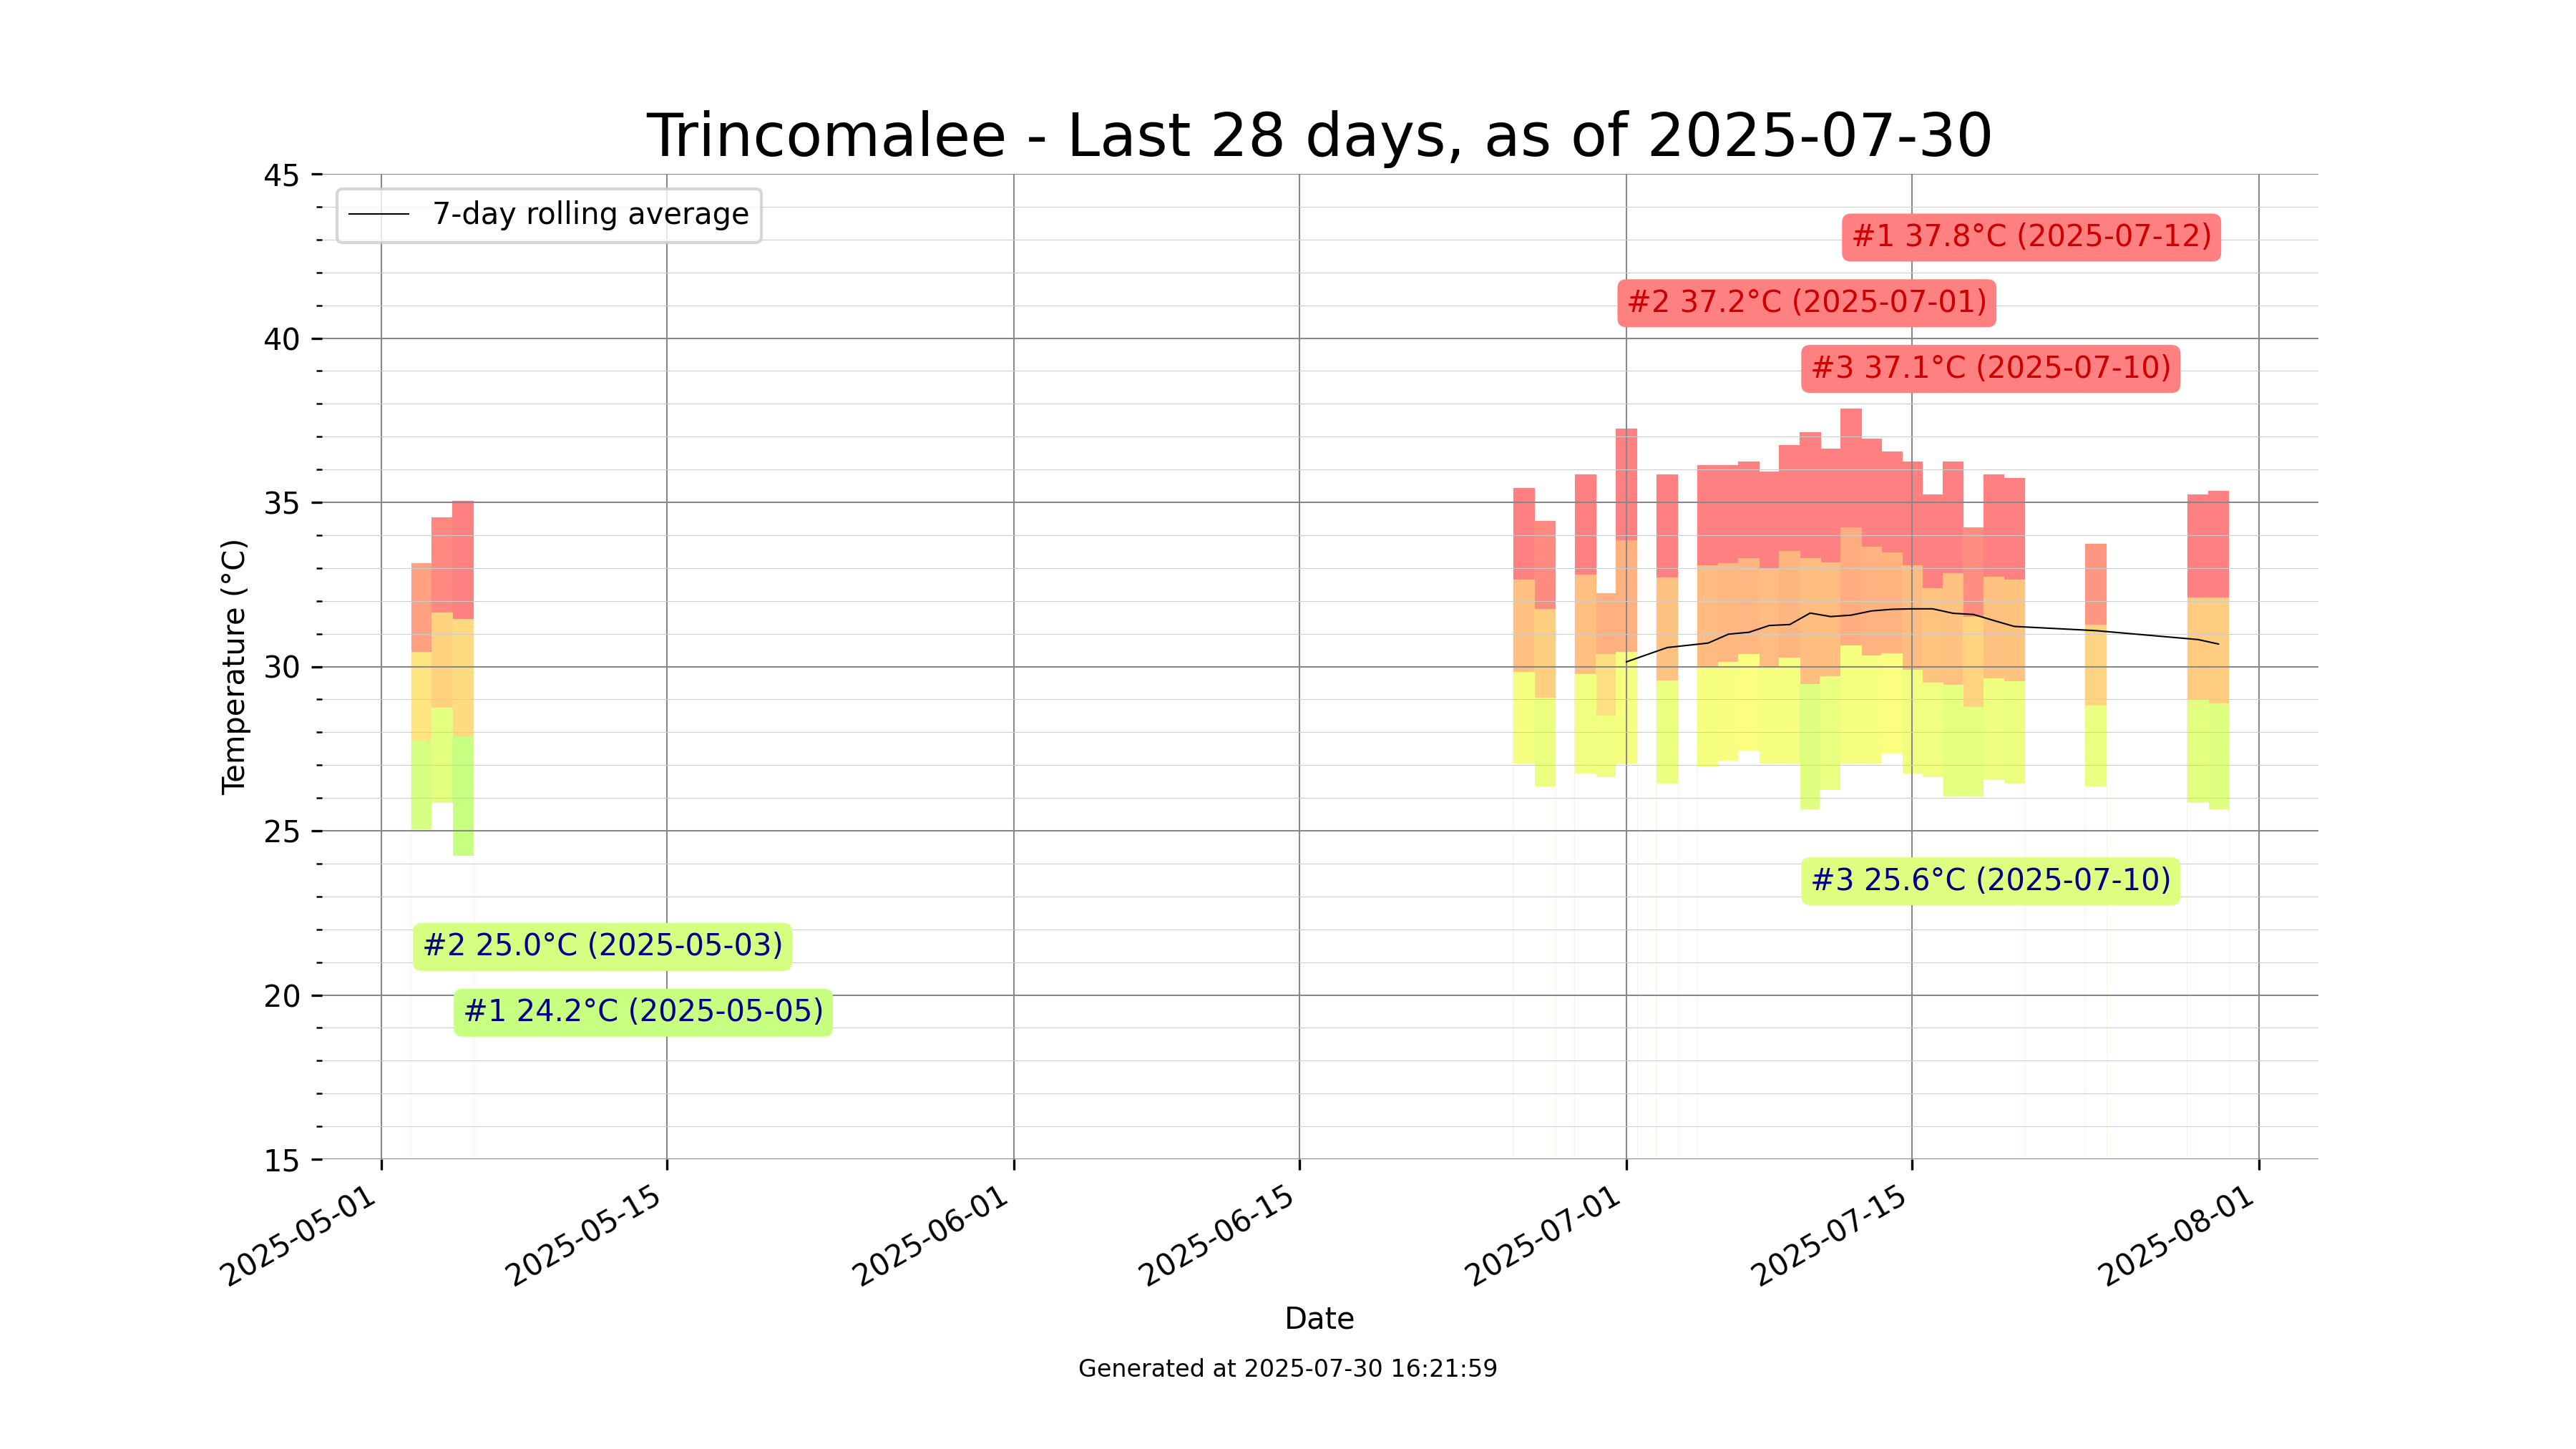 Trincomalee - Last 28 days, as of 2025-07-30
45
7-day rolling average
#1 37.8°C (2025-07-12)
#2 37.2°C (2025-07-01)
40
#3 37.1°C (2025-07-10)
35
Temperature (°C)
30
25
#3 25.6°C (2025-07-10)
#2 25.0°C (2025-05-03)
20
#1 24.2°C (2025-05-05)
15
2025-05-01
2025-05-15
2025-06-01
2025-06-15
2025-07-01
2025-07-15
2025-08-01
Date
Generated at 2025-07-30 16:21:59